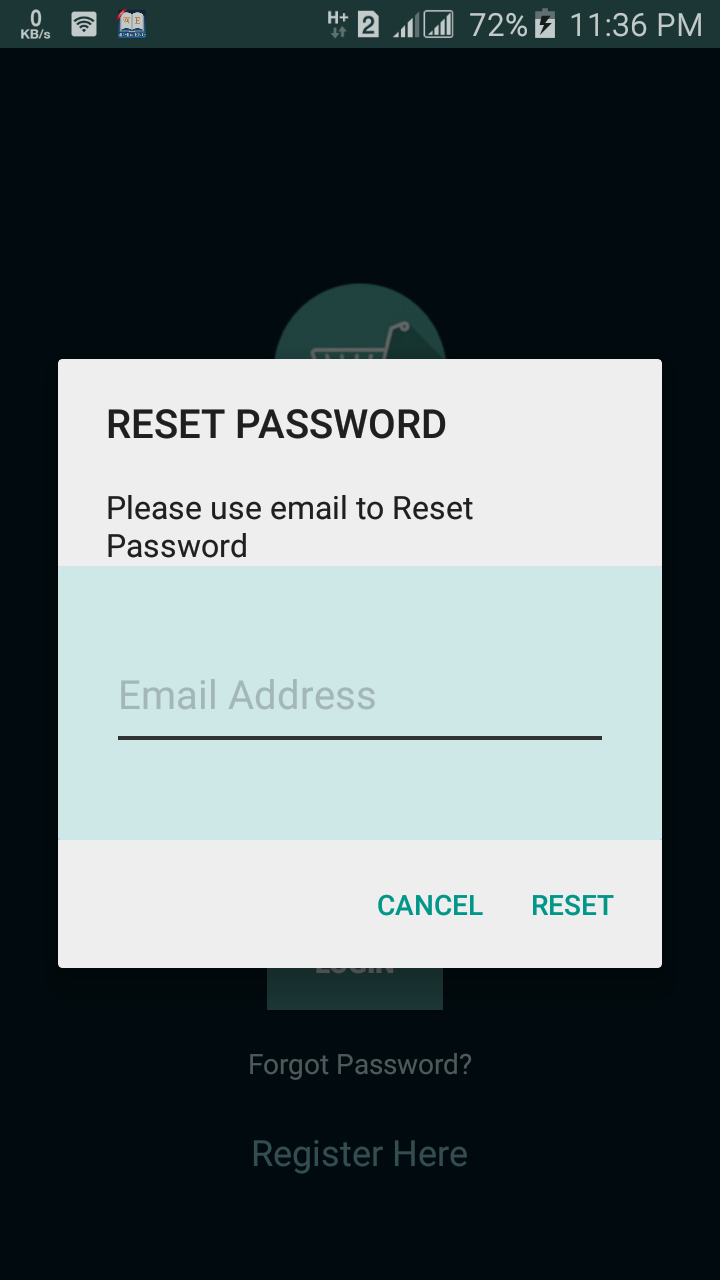 0
KB/s
H+
2
72%
11:36 PM
RESET PASSWORD
Please use email to Reset
Password
Email Address
CANCEL
RESET
LOGIN
Forgot Password?
Register Here